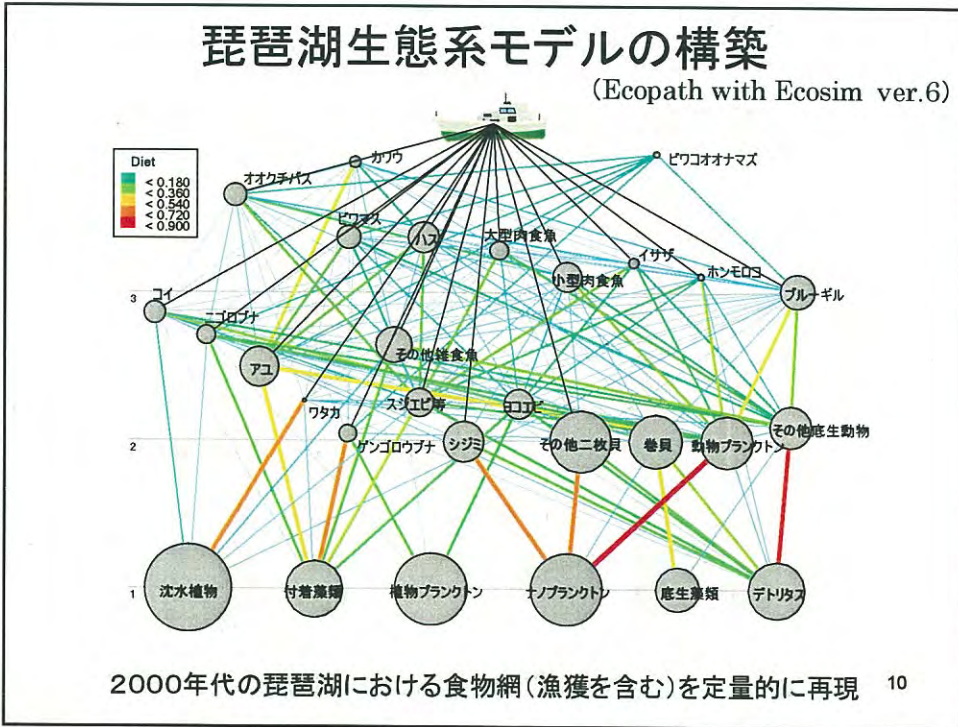 琵琶湖生態系モデルの構築
(Ecopath with Ecosim ver.6)
Diet
< 0.180
< 0.360
< 0.540
< 0.720
< 0.900
カワウ
ビワコオオナマズ
オオクチバス
ビワマス
ハス
大型肉食魚
イサザ
小型肉食魚
ホンモロコ
ブルーギル
3
コイ
ニゴロブナ
その他雑食魚
アユ
ワタカ
スジエビ等
ヨコエビ
ゲンゴロウブナ
シジミ
その他二枚貝
巻貝
動物プランクトン
その他底生動物
2
1
沈水植物
付着藻類
植物プランクトン
ナノプランクトン
底生藻類
デトリタス
2000年代の琵琶湖における食物網(漁獲を含む)を定量的に再現
10